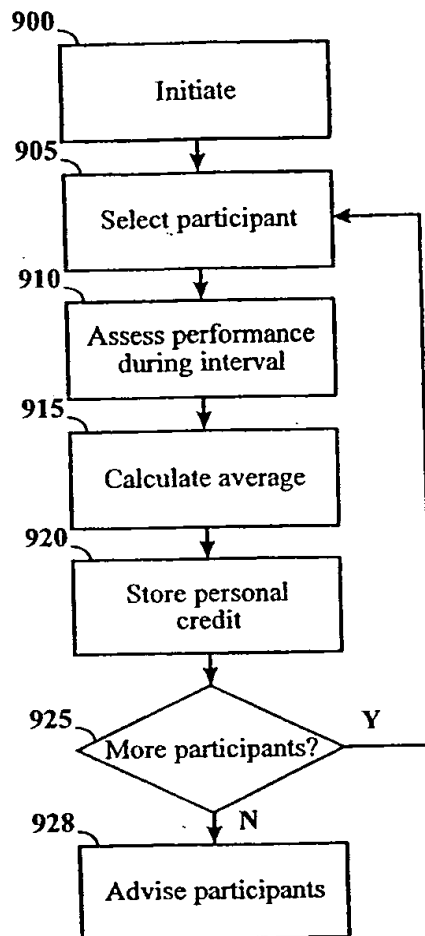 900
Initiate
905
Select participant
910
Assess performance
during interval
915
Calculate average
920
Store personal
credit
925
More participants?
Y
N
928
Advise participants